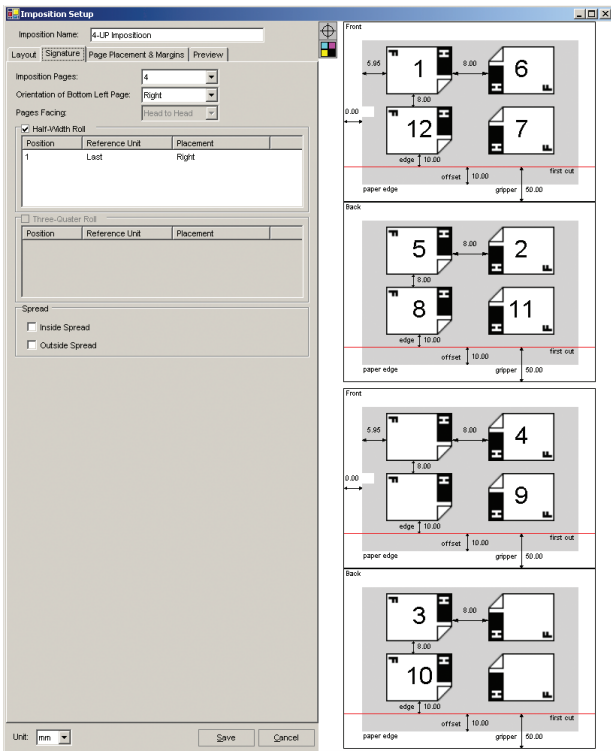 Imposition Setup
Imposition Name: 4-UP Impositioon
Layout Signature Page Placement & Margins Preview
Imposition Pages: 4
Orientation of Bottom Left Page: Right
Pages Facing: Head to Head
Half-Width Roll
Position Reference Unit Placement
1 Last Right
Three-Quater Roll
Position Reference Unit Placement
Spread
Inside Spread
Outside Spread
Unit: mm Save Cancel
Front
F 1 H 6 H F
5.95 8.00
8.00
0.00
F 12 H 7 H F
edge 10.00
offset 10.00 first cut
paper edge gripper 50.00
Back
F 5 H 2 H F
8.00
8.00
F 8 H 11 H F
edge 10.00
offset 10.00 first cut
paper edge gripper 50.00
Front
F H 4 H F
5.95 8.00
8.00
0.00
F H 9 H F
edge 10.00
offset 10.00 first cut
paper edge gripper 50.00
Back
F 3 H H F
8.00
8.00
F 10 H H F
edge 10.00
offset 10.00 first cut
paper edge gripper 50.00